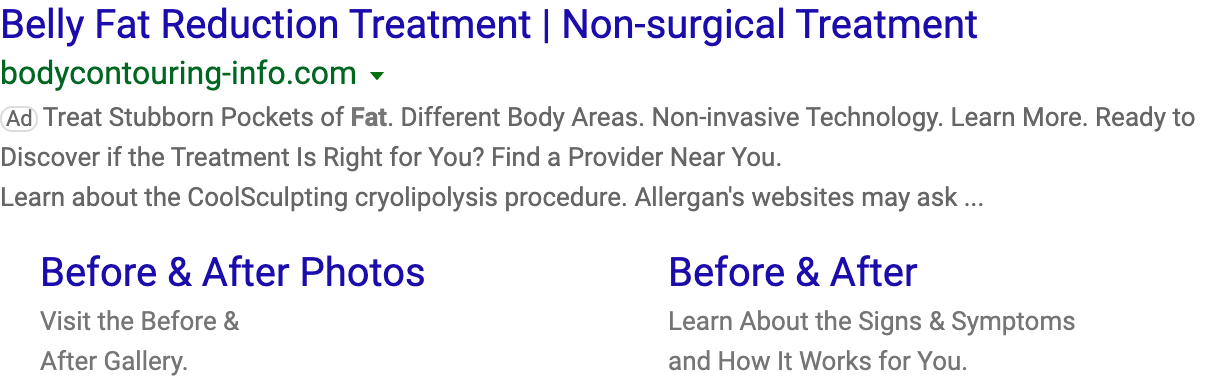 Belly Fat Reduction Treatment | Non-surgical Treatment
bodycontouring-info.com
Ad Treat Stubborn Pockets of Fat. Different Body Areas. Non-invasive Technology. Learn More. Ready to
Discover if the Treatment Is Right for You? Find a Provider Near You.
Learn about the CoolSculpting cryolipolysis procedure. Allergan's websites may ask ...
Before & After Photos
Visit the Before &
After Gallery.
Before & After
Learn About the Signs & Symptoms
and How It Works for You.